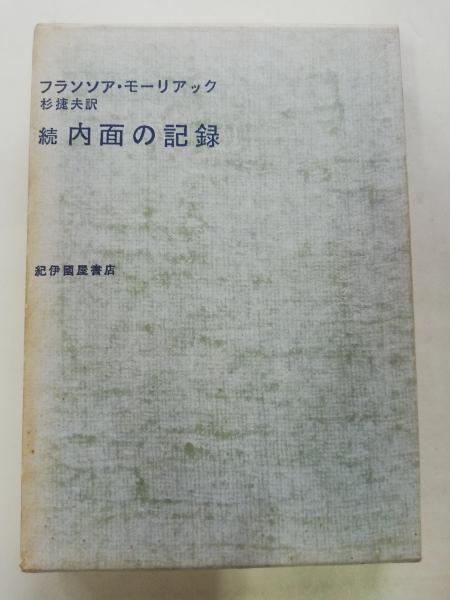 フランソア・モーリアック
杉捷夫訳
続 内面の記録
紀伊國屋書店